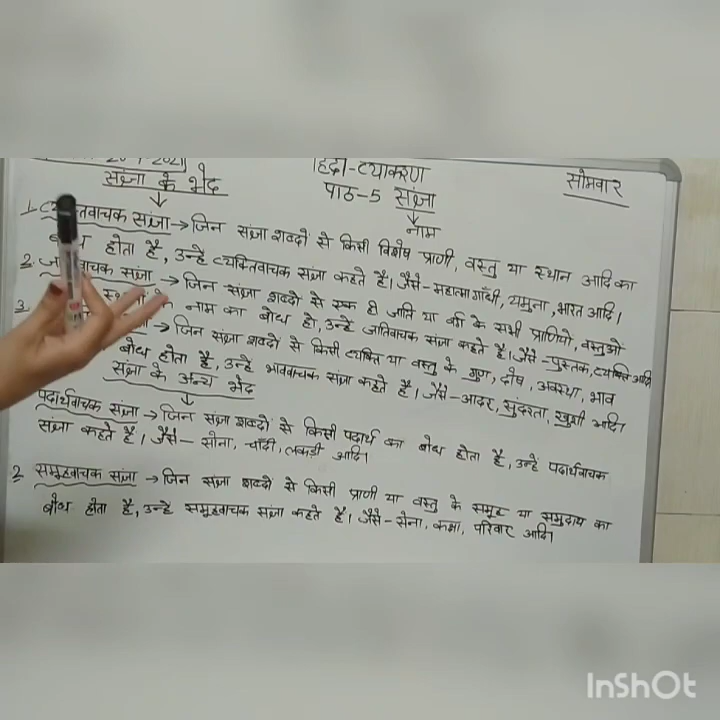 हिंदी-व्याकरण
सोमवार
पाठ-5 संज्ञा
नाम
संज्ञा के भेद
1. व्यक्तिवाचक संज्ञा → जिन संज्ञा शब्दों से किसी विशेष प्राणी, वस्तु या स्थान आदि का
बोध होता है, उन्हें व्यक्तिवाचक संज्ञा कहते है। जैसे - महात्मा गाँधी, यमुना, भारत आदि।
2. जातिवाचक संज्ञा → जिन संज्ञा शब्दों से एक ही जाति या वर्ग के सभी प्राणियो, वस्तुओं
के नाम का बोध हो, उन्हें जातिवाचक संज्ञा कहते है। जैसे - पुस्तक, व्यक्ति आदि
3. → जिन संज्ञा शब्दों से किसी व्यक्ति या वस्तु के गुण, दोष, अवस्था, भाव
बोध होता है, उन्हें भाववाचक संज्ञा कहते है। जैसे - आदर, सुंदरता, खुशी आदि।
संज्ञा के अन्य भेद
पदार्थवाचक संज्ञा → जिन संज्ञा शब्दों से किसी पदार्थ का बोध होता है, उन्हें पदार्थवाचक
संज्ञा कहते है। जैसे - सोना, चाँदी, लकड़ी आदि।
2. समूहवाचक संज्ञा → जिन संज्ञा शब्दों से किसी प्राणी या वस्तु के समूह या समुदाय का
बोध होता है, उन्हें समूहवाचक संज्ञा कहते है। जैसे - सेना, कक्षा, परिवार आदि।
InShOt